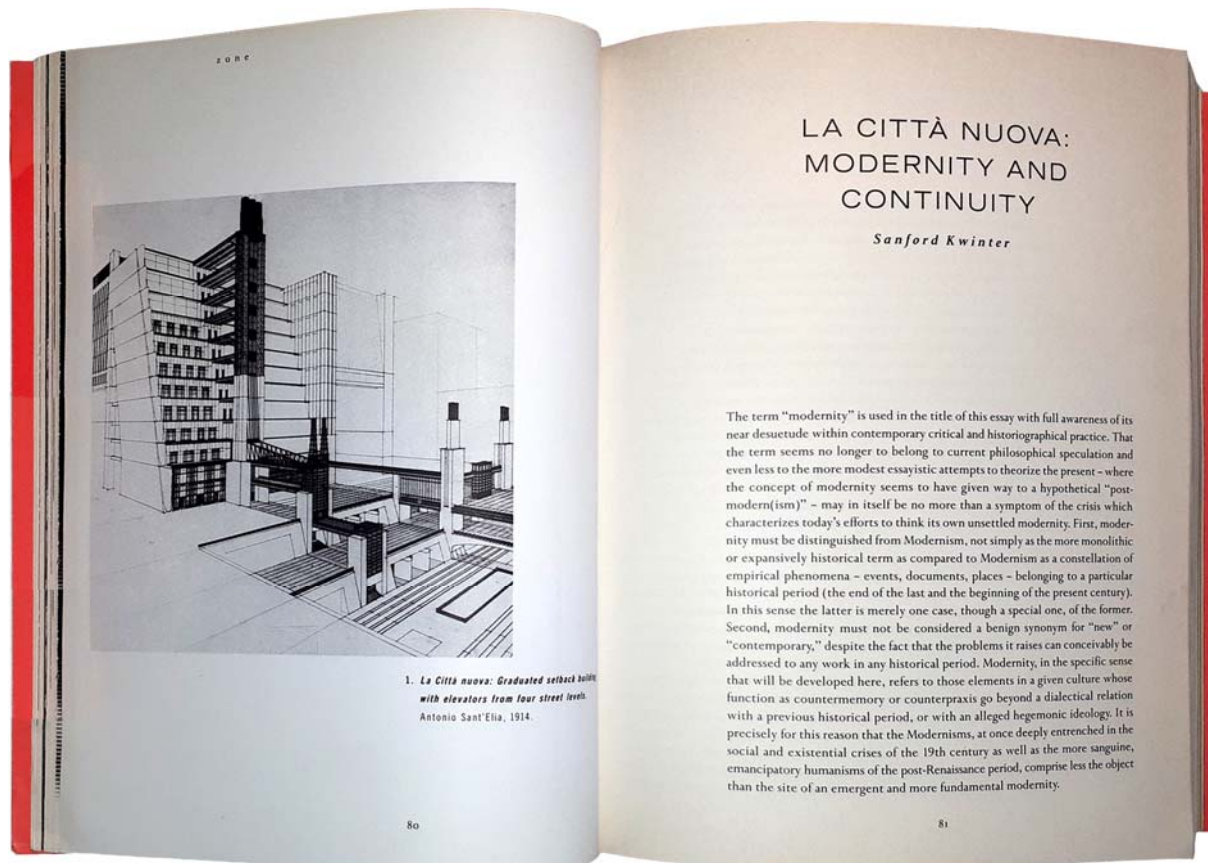 zone
1. La Città nuova: Graduated setback building
with elevators from four street levels.
Antonio Sant'Elia, 1914.
80
LA CITTÀ NUOVA:
MODERNITY AND
CONTINUITY
Sanford Kwinter
The term “modernity” is used in the title of this essay with full awareness of its
near desuetude within contemporary critical and historiographical practice. That
the term seems no longer to belong to current philosophical speculation and
even less to the more modest essayistic attempts to theorize the present – where
the concept of modernity seems to have given way to a hypothetical “post-
modern(ism)” – may in itself be no more than a symptom of the crisis which
characterizes today’s efforts to think its own unsettled modernity. First, moder-
nity must be distinguished from Modernism, not simply as the more monolithic
or expansively historical term as compared to Modernism as a constellation of
empirical phenomena – events, documents, places – belonging to a particular
historical period (the end of the last and the beginning of the present century).
In this sense the latter is merely one case, though a special one, of the former.
Second, modernity must not be considered a benign synonym for “new” or
“contemporary,” despite the fact that the problems it raises can conceivably be
addressed to any work in any historical period. Modernity, in the specific sense
that will be developed here, refers to those elements in a given culture whose
function as countermemory or counterpraxis go beyond a dialectical relation
with a previous historical period, or with an alleged hegemonic ideology. It is
precisely for this reason that the Modernisms, at once deeply entrenched in the
social and existential crises of the 19th century as well as the more sanguine,
emancipatory humanisms of the post-Renaissance period, comprise less the object
than the site of an emergent and more fundamental modernity.
81